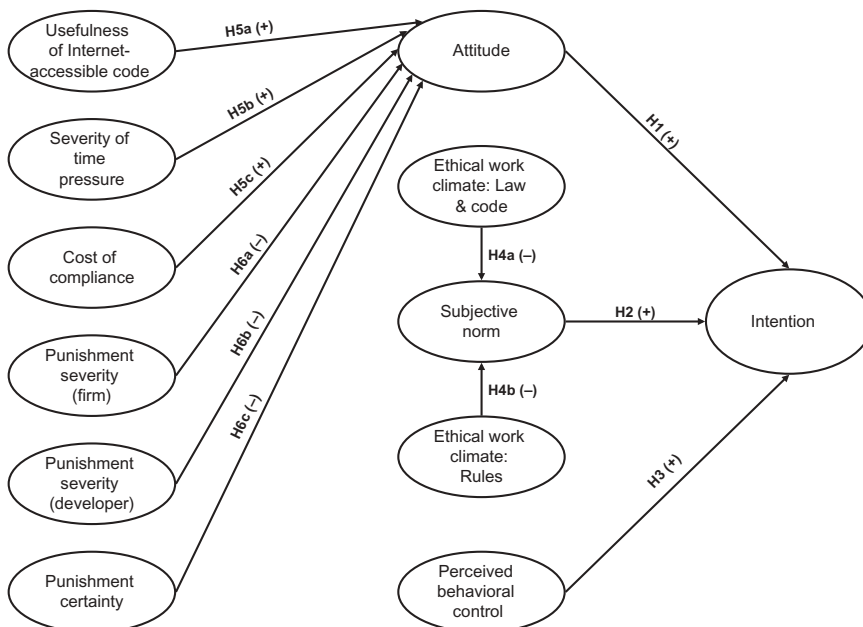 Usefulness
of Internet-
accessible code
H5a (+)
Attitude
Severity of
time
pressure
H5b (+)
H1 (+)
Ethical work
climate: Law
& code
Cost of
compliance
H5c (+)
H4a (–)
Subjective
norm
H2 (+)
Intention
Punishment
severity
(firm)
H6a (–)
H4b (–)
Ethical work
climate:
Rules
Punishment
severity
(developer)
H6b (–)
H3 (+)
Punishment
certainty
H6c (–)
Perceived
behavioral
control